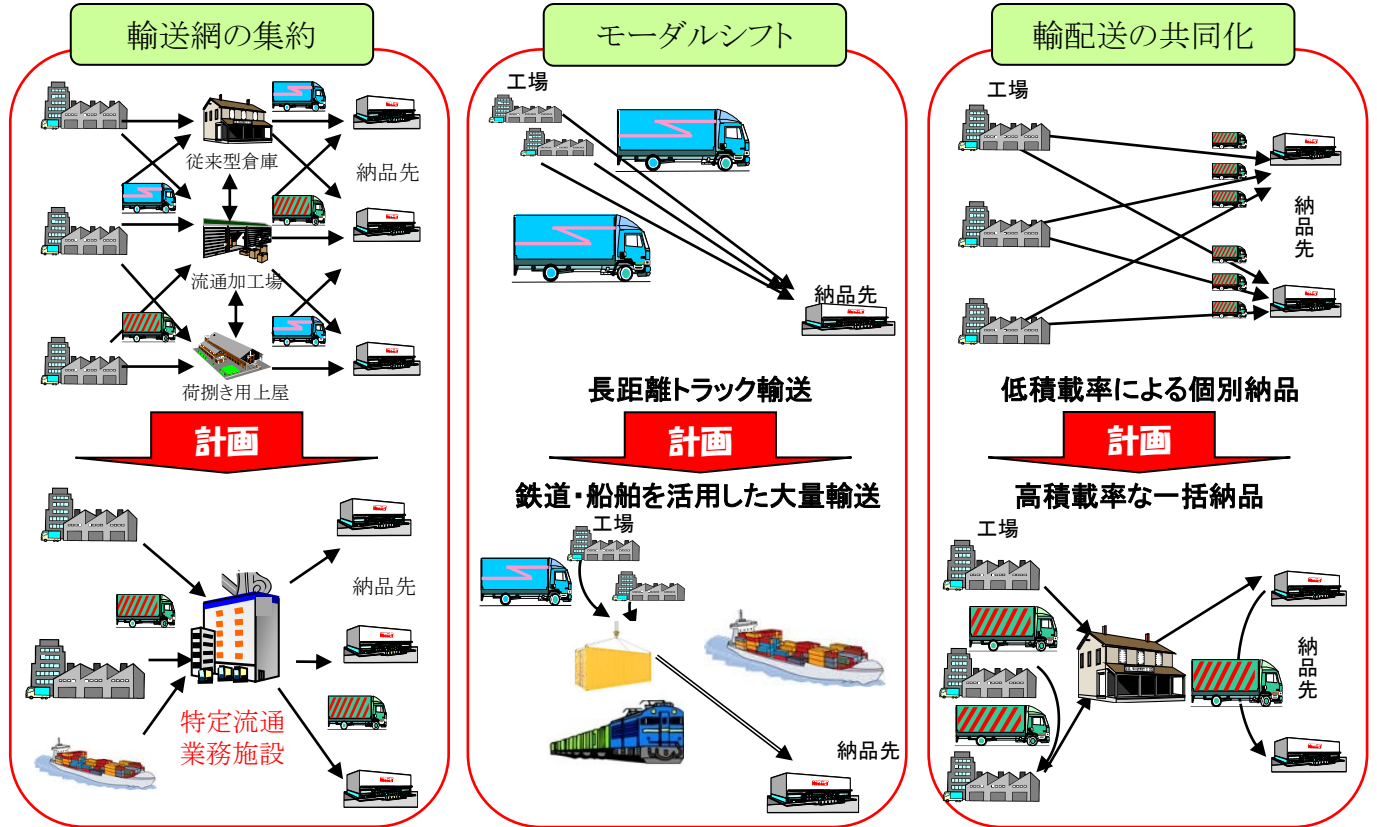 輸送網の集約
従来型倉庫
納品先
流通加工場
荷捌き用上屋
計画
納品先
特定流通
業務施設
モーダルシフト
工場
納品先
長距離トラック輸送
計画
鉄道・船舶を活用した大量輸送
工場
納品先
輸配送の共同化
工場
納品先
低積載率による個別納品
計画
高積載率な一括納品
工場
納品先